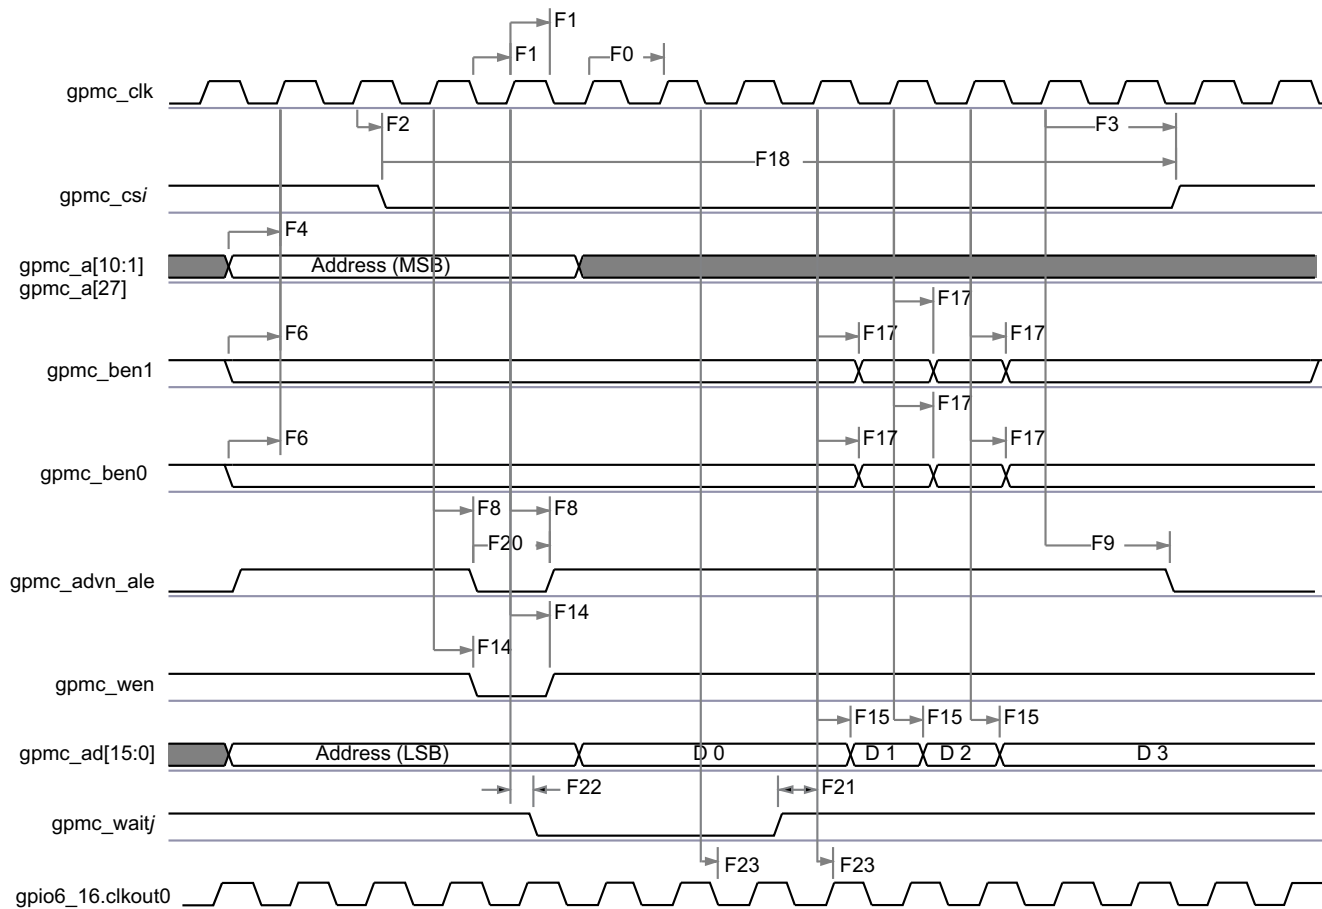 F1
F1
F0
gpmc_clk
F2
F3
F18
gpmc_csi
F4
gpmc_a[10:1]
Address (MSB)
gpmc_a[27]
F17
F6
F17
F17
gpmc_ben1
F17
F6
F17
F17
gpmc_ben0
F8
F8
F20
F9
gpmc_advn_ale
F14
F14
gpmc_wen
F15
F15
F15
gpmc_ad[15:0]
Address (LSB)
D 0
D 1
D 2
D 3
F22
F21
gpmc_waitj
F23
F23
gpio6_16.clkout0